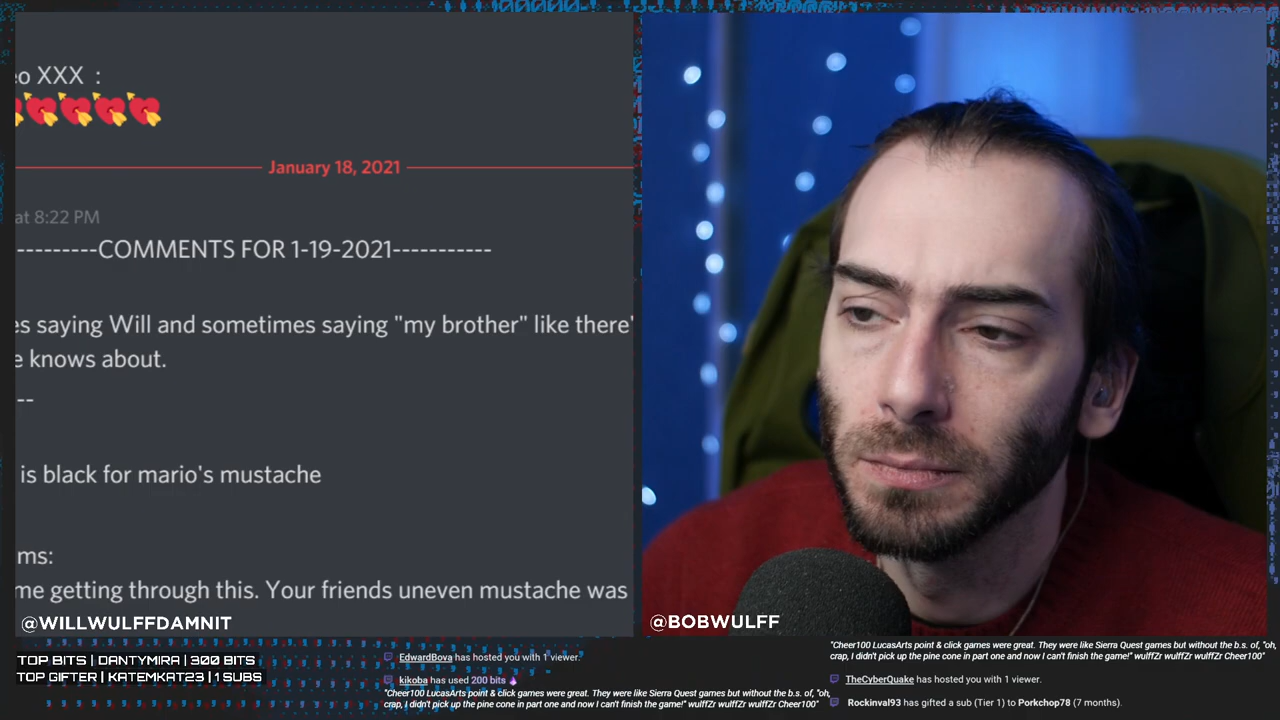 eo XXX :
January 18, 2021
at 8:22 PM
---------COMMENTS FOR 1-19-2021-----------
es saying Will and sometimes saying "my brother" like there'
e knows about.
--
is black for mario's mustache
ms:
me getting through this. Your friends uneven mustache was
@WILLWULFFDAMNIT
@BOBWULFF
TOP BITS | DANTYMIRA | 300 BITS
TOP GIFTER | KATEMKAT23 | 1 SUBS
EdwardBova has hosted you with 1 viewer.
kikoba has used 200 bits
"Cheer100 LucasArts point & click games were great. They were like Sierra Quest games but without the b.s. of, "oh,
crap, I didn't pick up the pine cone in part one and now I can't finish the game!" wulffZr wulffZr wulffZr Cheer100"
"Cheer100 LucasArts point & click games were great. They were like Sierra Quest games but without the b.s. of, "oh,
crap, I didn't pick up the pine cone in part one and now I can't finish the game!" wulffZr wulffZr wulffZr Cheer100"
TheCyberQuake has hosted you with 1 viewer.
Rockinval93 has gifted a sub (Tier 1) to Porkchop78 (7 months).